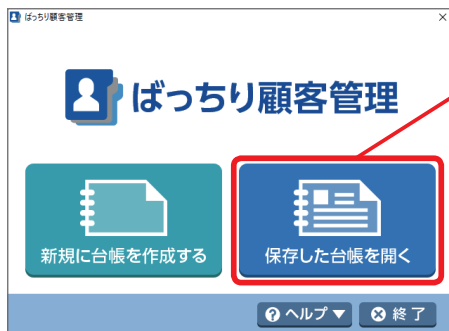 ばっちり顧客管理
ばっちり顧客管理
新規に台帳を作成する
保存した台帳を開く
ヘルプ▼
終了